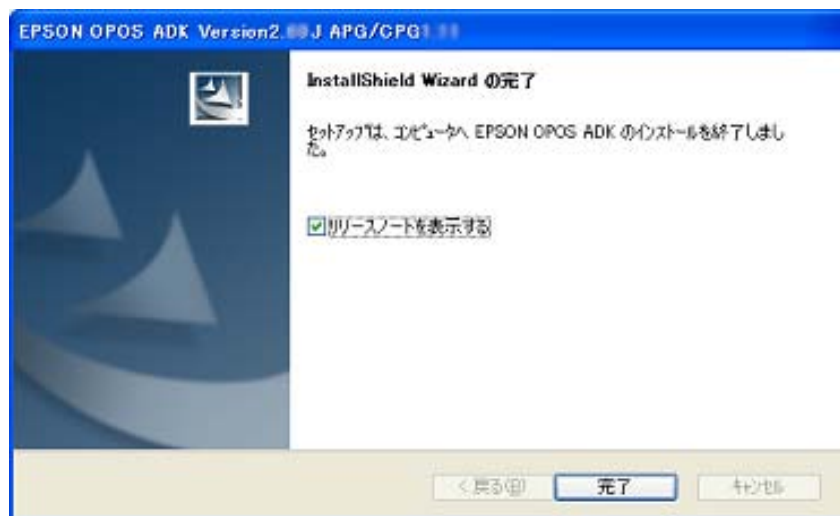 EPSON OPOS ADK Version2. J APG/CPG
InstallShield Wizard の完了
セットアップは、コンピュータへ EPSON OPOS ADK のインストールを終了しまし
た。
リリースノートを表示する
< 戻る(B)
完了
キャンセル